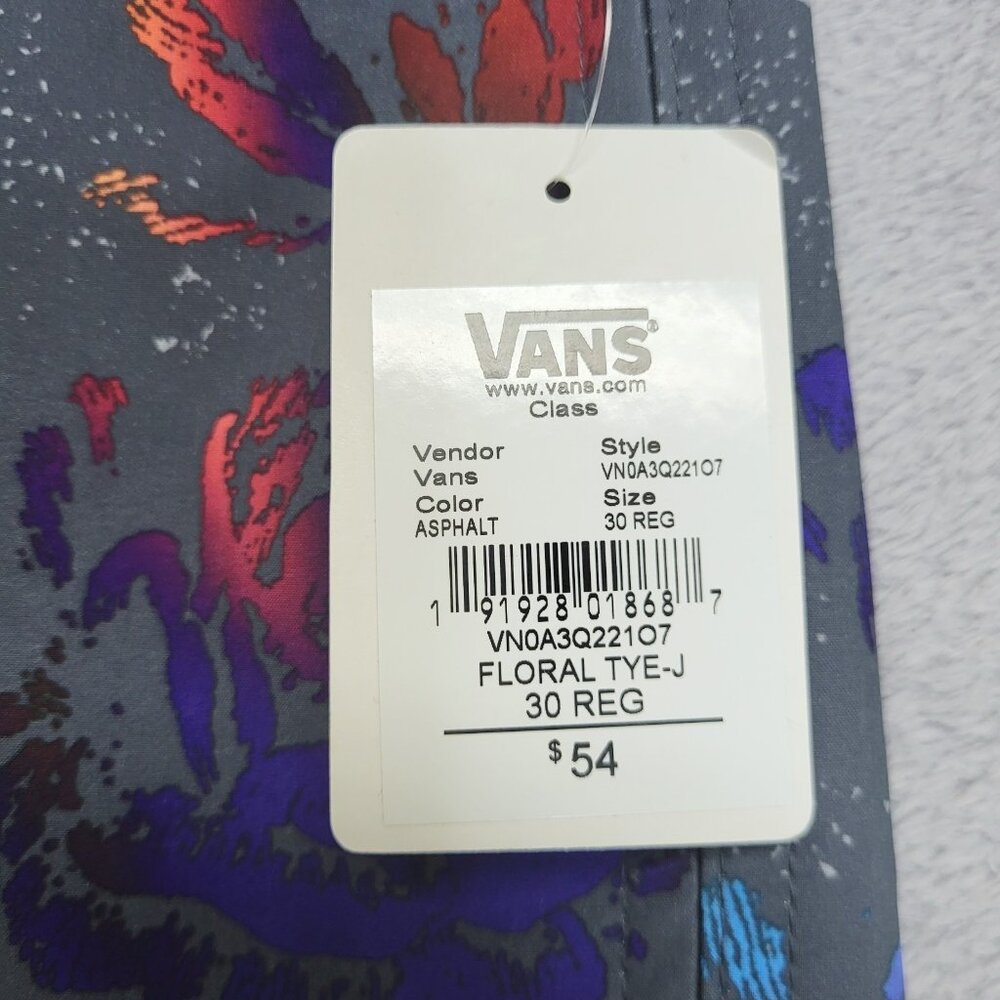 VANS®
www.vans.com
Class
Vendor Style
Vans VN0A3Q221O7
Color Size
ASPHALT 30 REG
1 91928 01868 7
VN0A3Q221O7
FLORAL TYE-J
30 REG
$54